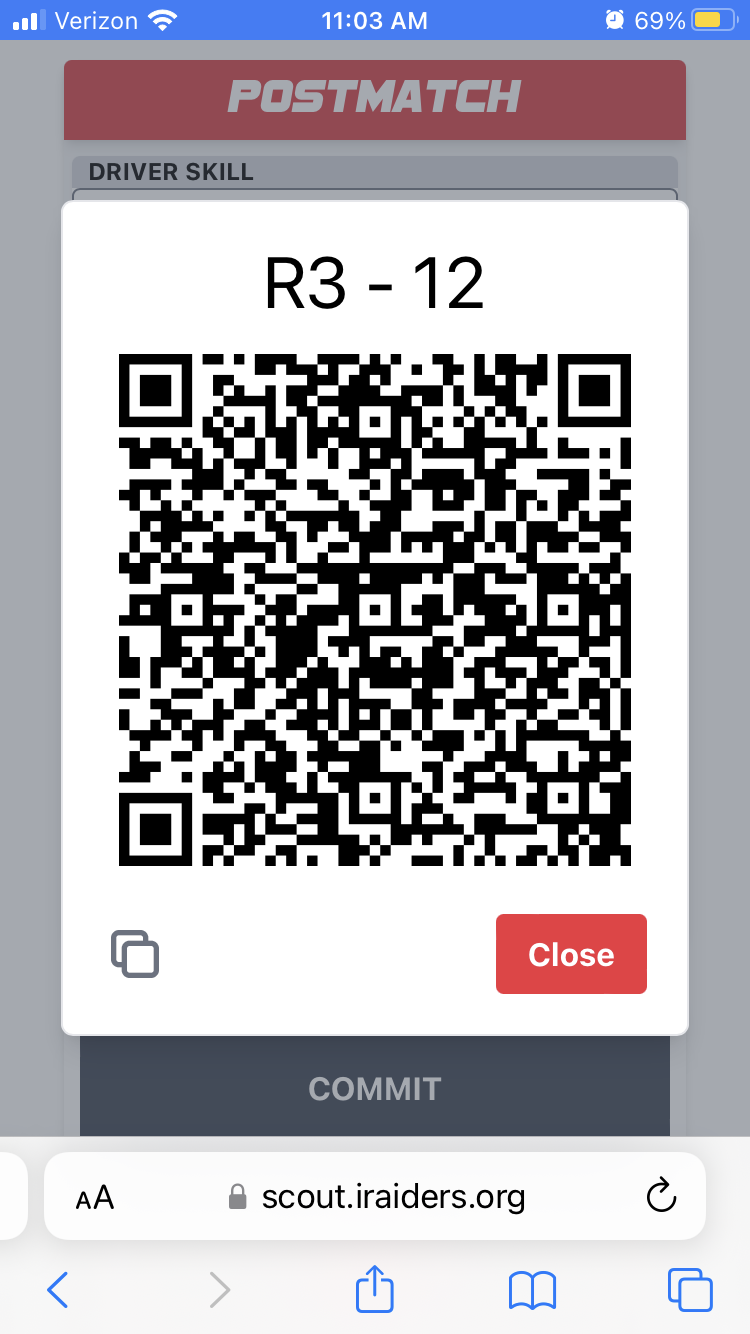 Verizon 11:03 AM 69%
POSTMATCH
DRIVER SKILL
R3 - 12
Close
COMMIT
AA scout.iraiders.org